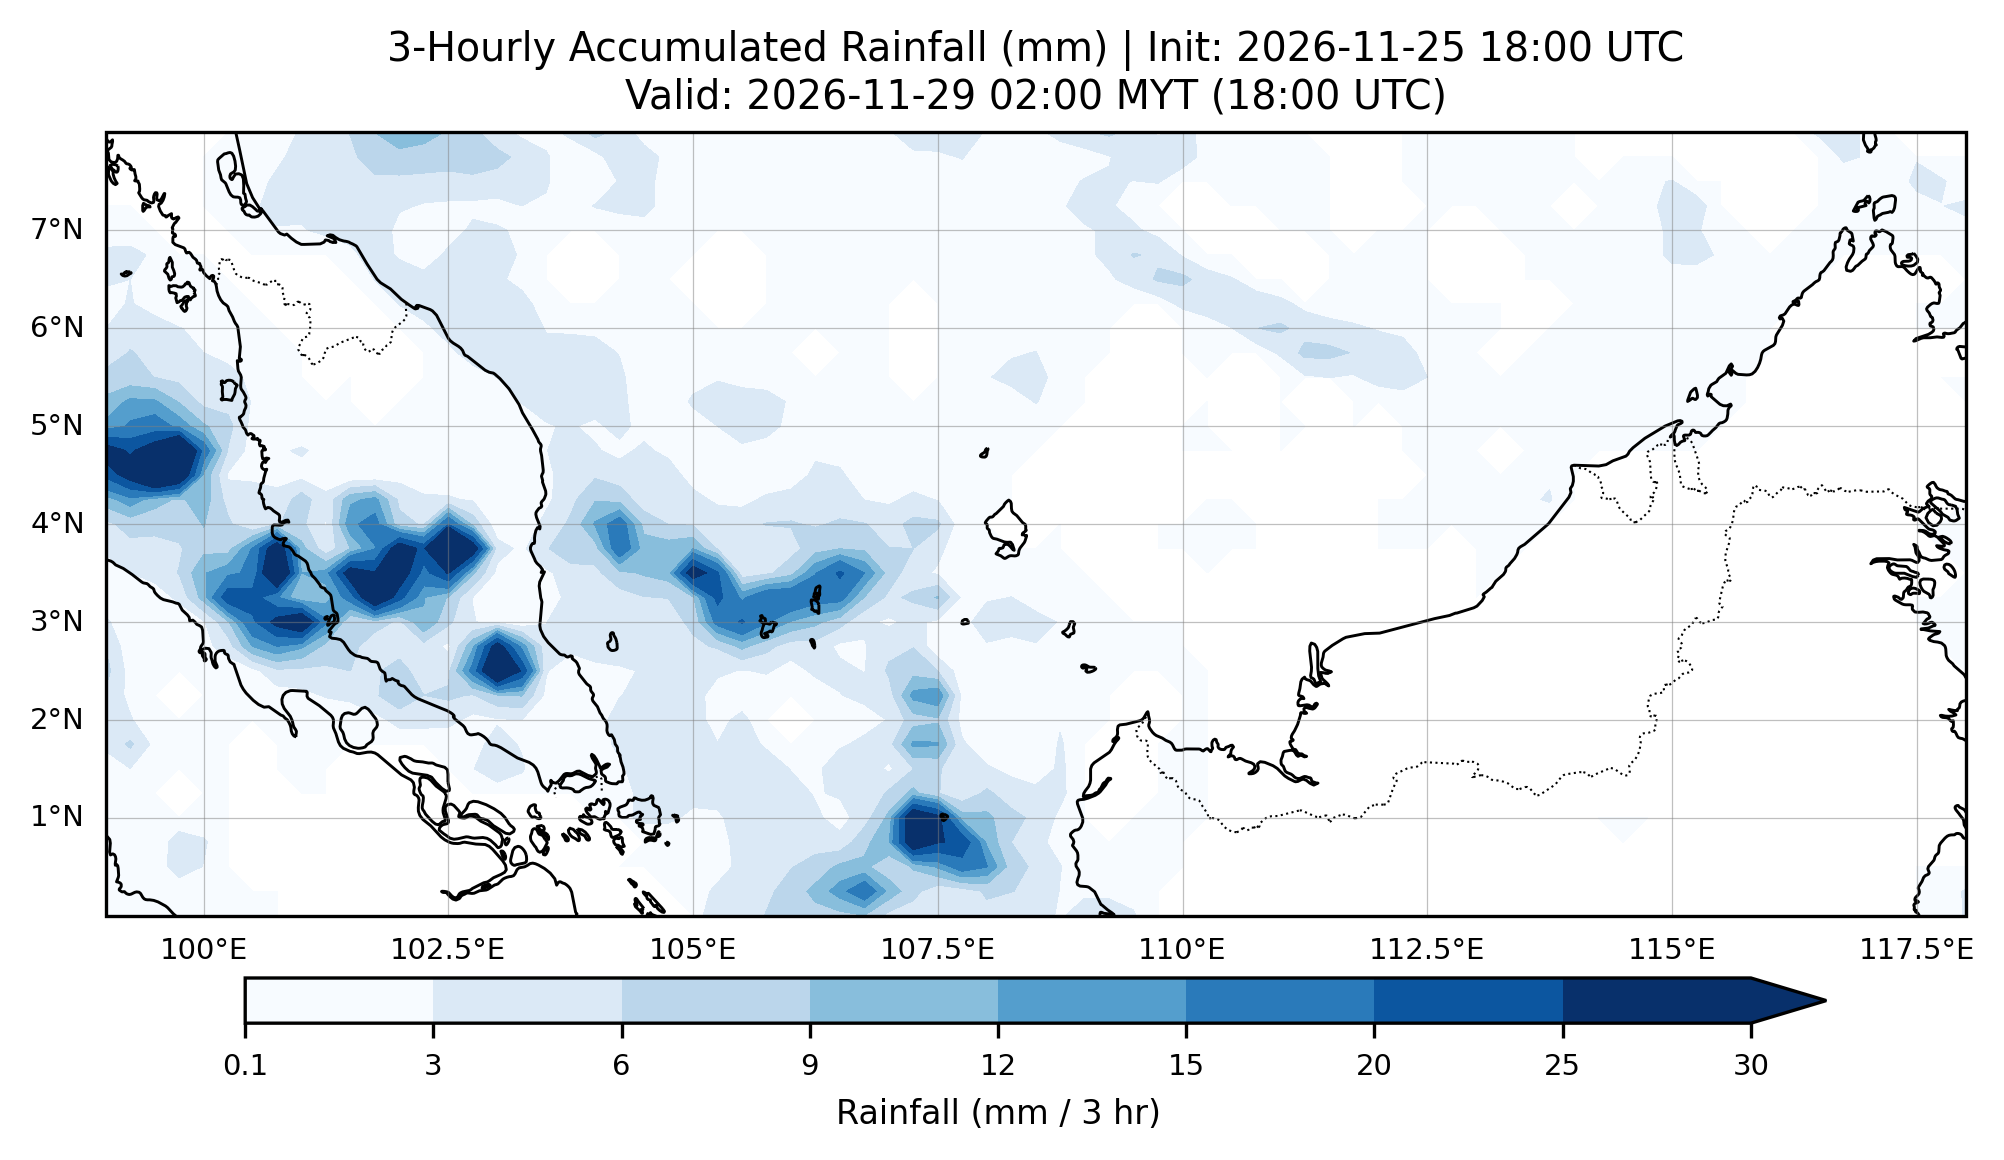 3-Hourly Accumulated Rainfall (mm) | Init: 2026-11-25 18:00 UTC
Valid: 2026-11-29 02:00 MYT (18:00 UTC)
7°N
6°N
5°N
4°N
3°N
2°N
1°N
100°E 102.5°E 105°E 107.5°E 110°E 112.5°E 115°E 117.5°E
0.1 3 6 9 12 15 20 25 30
Rainfall (mm / 3 hr)